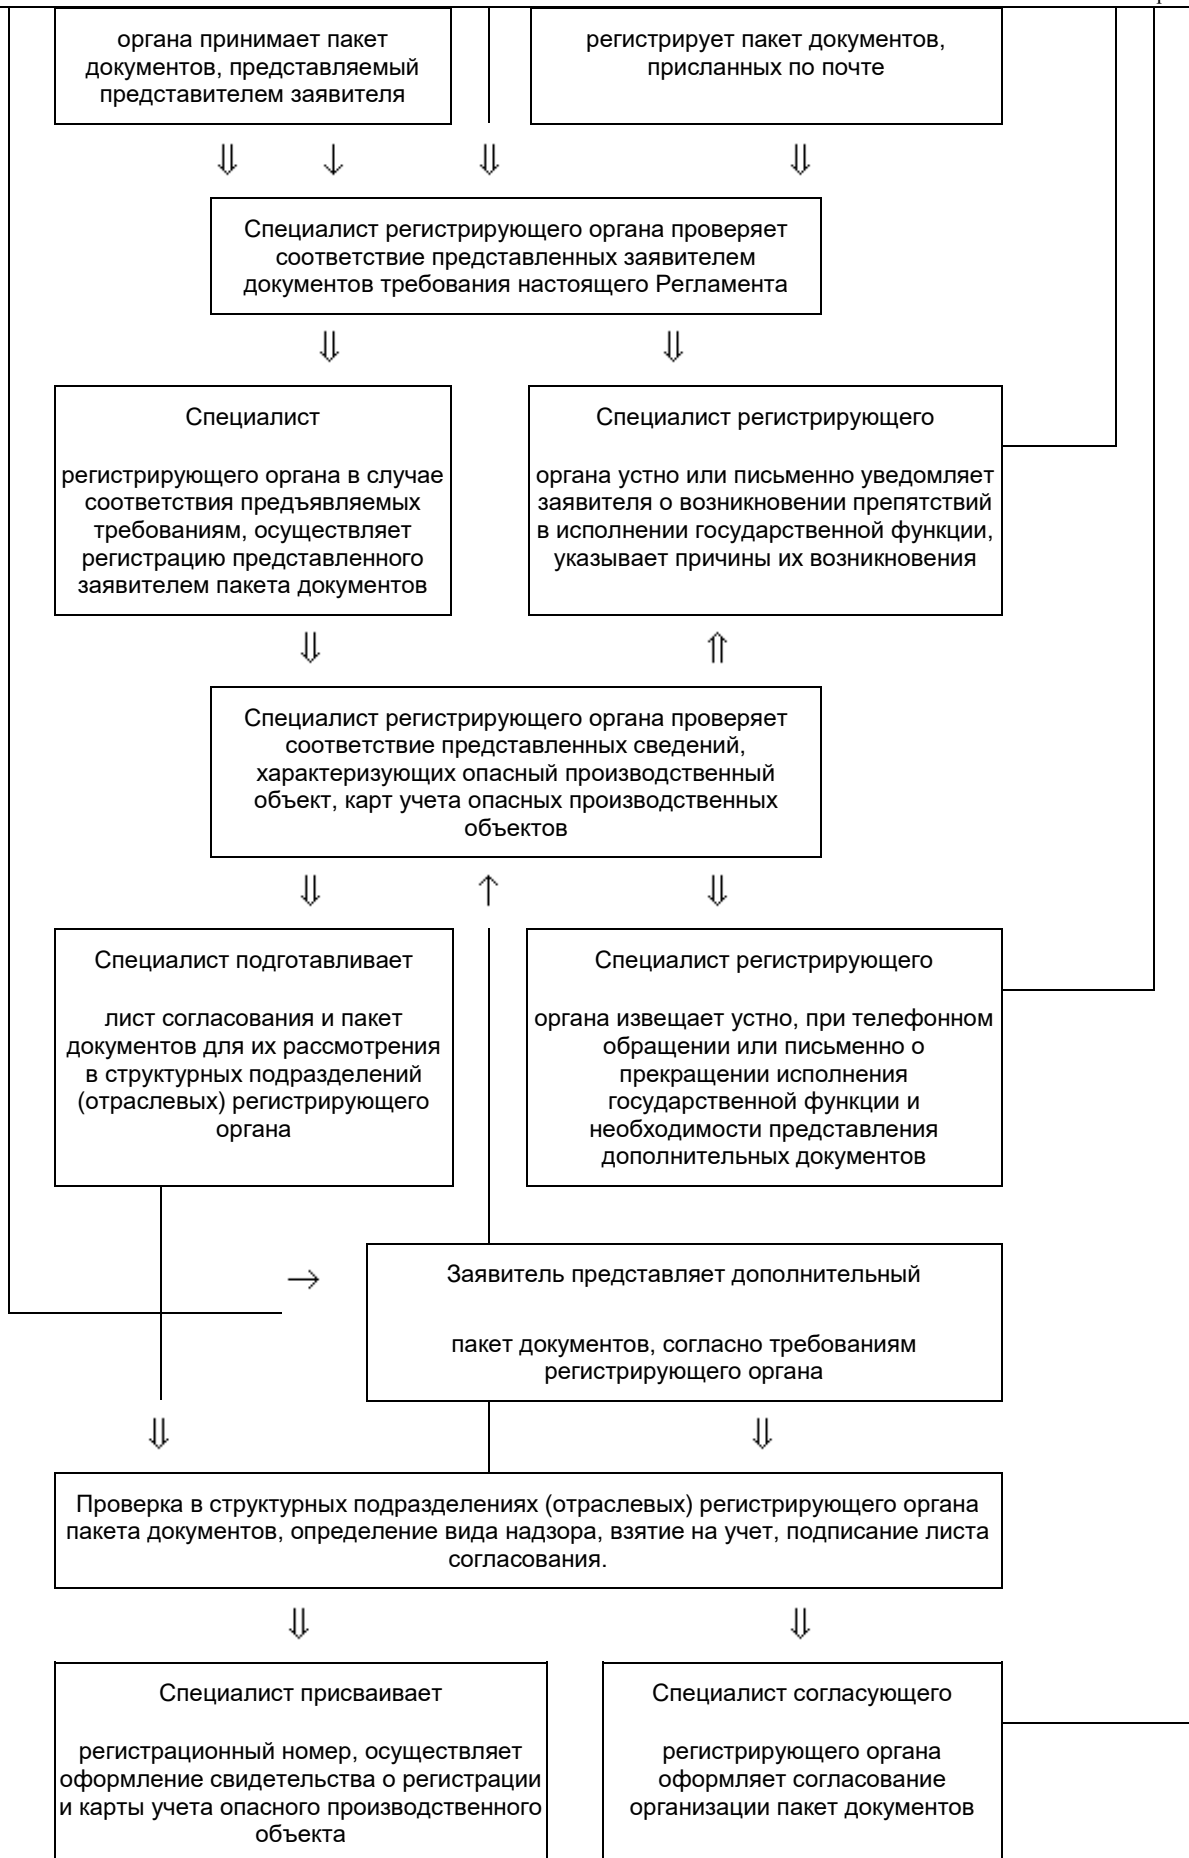 органа принимает пакет
документов, представляемый
представителем заявителя
регистрирует пакет документов,
присланных по почте
⇓ ↓ ⇓ ⇓
Специалист регистрирующего органа проверяет
соответствие представленных заявителем
документов требования настоящего Регламента
⇓ ⇓
Специалист
регистрирующего органа в случае
соответствия предъявляемых
требованиям, осуществляет
регистрацию представленного
заявителем пакета документов
Специалист регистрирующего
органа устно или письменно уведомляет
заявителя о возникновении препятствий
в исполнении государственной функции,
указывает причины их возникновения
⇓ ⇑
Специалист регистрирующего органа проверяет
соответствие представленных сведений,
характеризующих опасный производственный
объект, карт учета опасных производственных
объектов
⇓ ↑ ⇓
Специалист подготавливает
лист согласования и пакет
документов для их рассмотрения
в структурных подразделений
(отраслевых) регистрирующего
органа
Специалист регистрирующего
органа извещает устно, при телефонном
обращении или письменно о
прекращении исполнения
государственной функции и
необходимости представления
дополнительных документов
→
Заявитель представляет дополнительный
пакет документов, согласно требованиям
регистрирующего органа
⇓ ⇓
Проверка в структурных подразделениях (отраслевых) регистрирующего органа
пакета документов, определение вида надзора, взятие на учет, подписание листа
согласования.
⇓ ⇓
Специалист присваивает
регистрационный номер, осуществляет
оформление свидетельства о регистрации
и карты учета опасного производственного
объекта
Специалист согласующего
регистрирующего органа
оформляет согласование
организации пакет документов